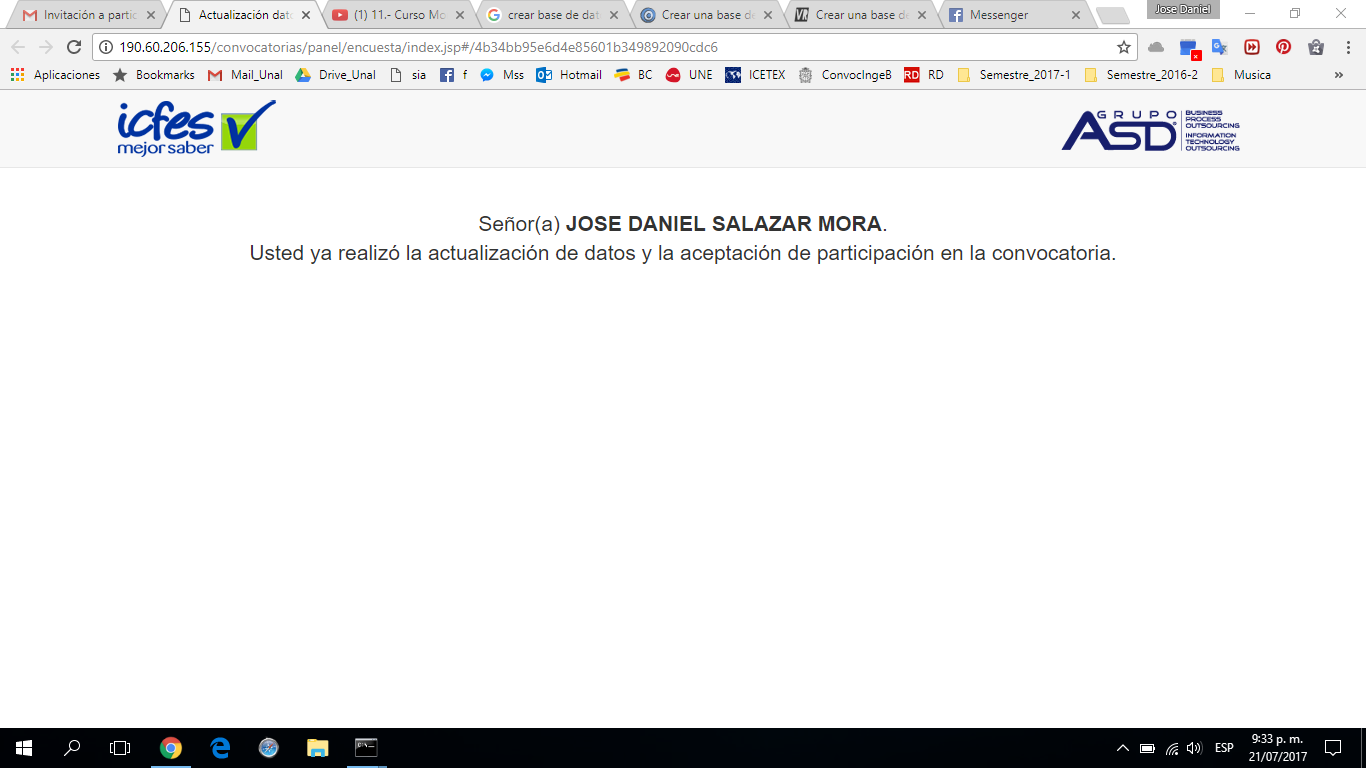 Jose Daniel
Invitación a partic
Actualización dato
(1) 11.- Curso Mo
crear base de dat
Crear una base de
Crear una base de
Messenger
190.60.206.155/convocatorias/panel/encuesta/index.jsp#/4b34bb95e6d4e85601b349892090cdc6
Aplicaciones Bookmarks Mail_Unal Drive_Unal sia f Mss Hotmail BC UNE ICETEX ConvocIngeB RD RD Semestre_2017-1 Semestre_2016-2 Musica »
icfes
mejor saber
GRUPO
ASD
BUSINESS
PROCESS
OUTSOURCING
INFORMATION
TECHNOLOGY
OUTSOURCING
Señor(a) JOSE DANIEL SALAZAR MORA.
Usted ya realizó la actualización de datos y la aceptación de participación en la convocatoria.
ESP
9:33 p. m.
21/07/2017